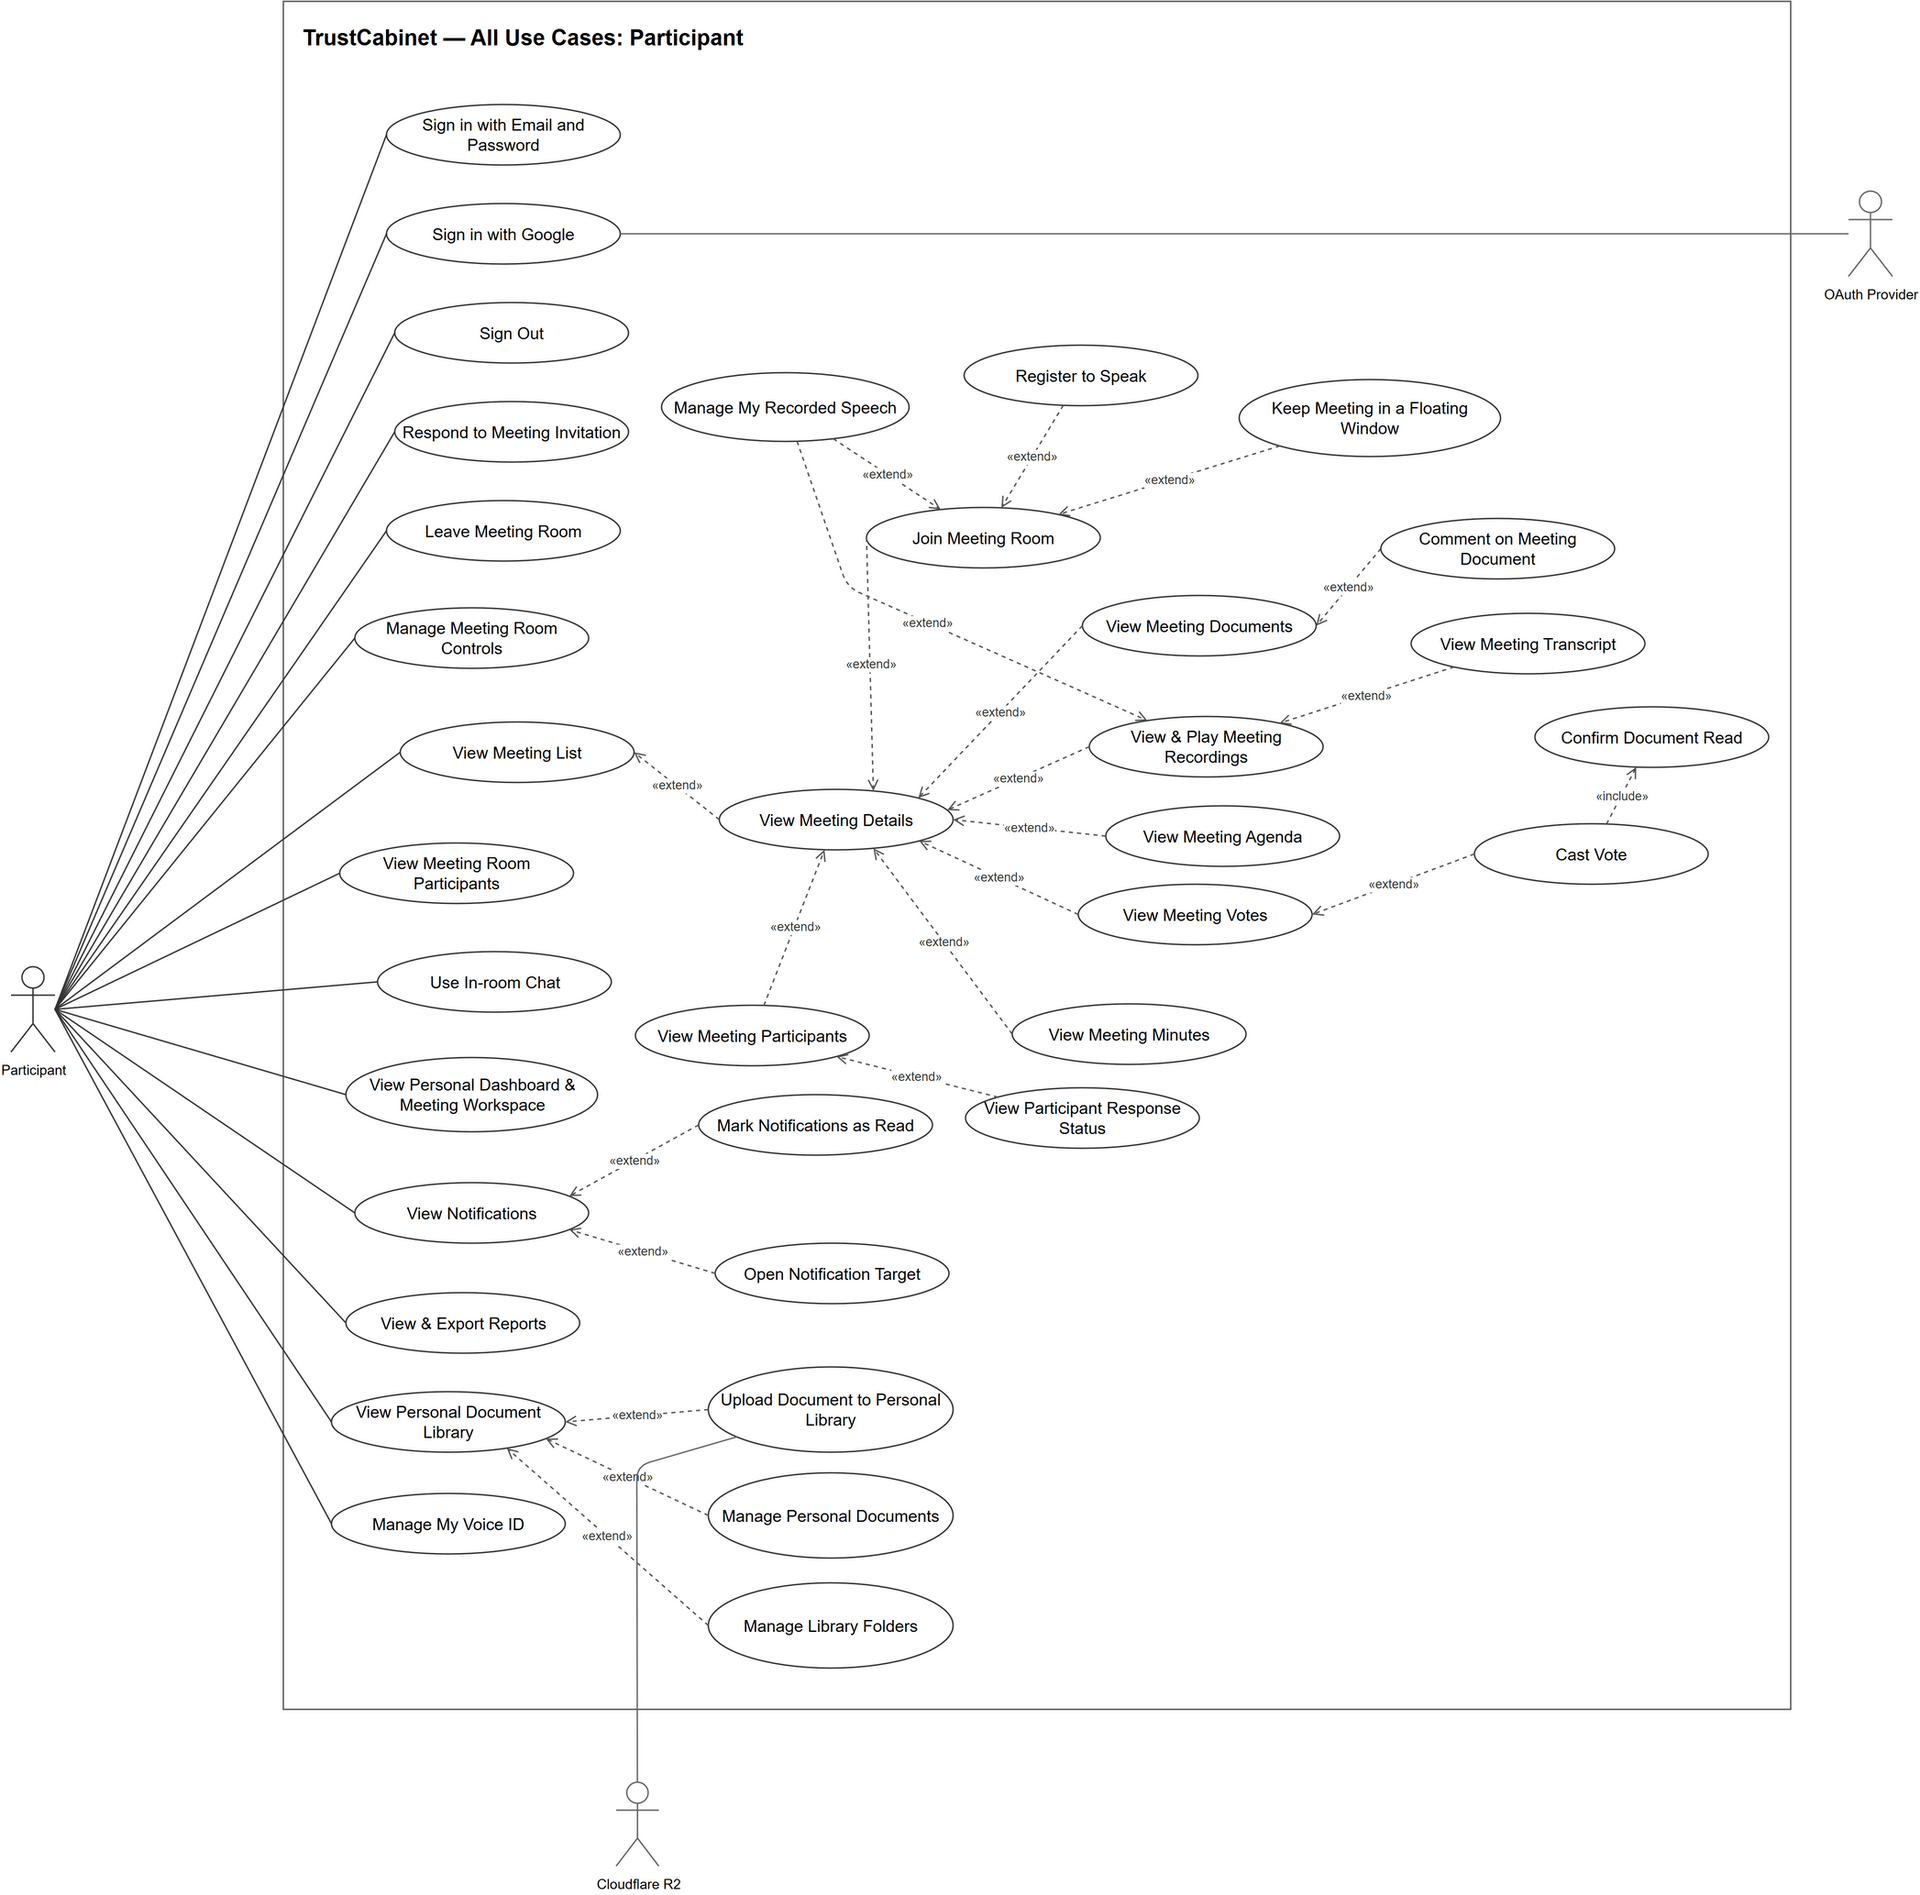 TrustCabinet — All Use Cases: Participant
Sign in with Email and
Password
Sign in with Google
OAuth Provider
Sign Out
Register to Speak
Manage My Recorded Speech
Keep Meeting in a Floating
Window
Respond to Meeting Invitation
«extend»
«extend»
«extend»
Leave Meeting Room
Join Meeting Room
Comment on Meeting
Document
«extend»
Manage Meeting Room
Controls
«extend»
View Meeting Documents
View Meeting Transcript
«extend»
«extend»
«extend»
View & Play Meeting
Recordings
Confirm Document Read
View Meeting List
«extend»
«extend»
«include»
View Meeting Details
«extend»
View Meeting Agenda
Cast Vote
View Meeting Room
Participants
«extend»
«extend»
View Meeting Votes
«extend»
«extend»
Use In-room Chat
View Meeting Participants
View Meeting Minutes
Participant
«extend»
View Personal Dashboard &
Meeting Workspace
View Participant Response
Status
Mark Notifications as Read
«extend»
View Notifications
«extend»
Open Notification Target
View & Export Reports
Upload Document to Personal
Library
«extend»
View Personal Document
Library
«extend»
Manage Personal Documents
Manage My Voice ID
«extend»
Manage Library Folders
Cloudflare R2